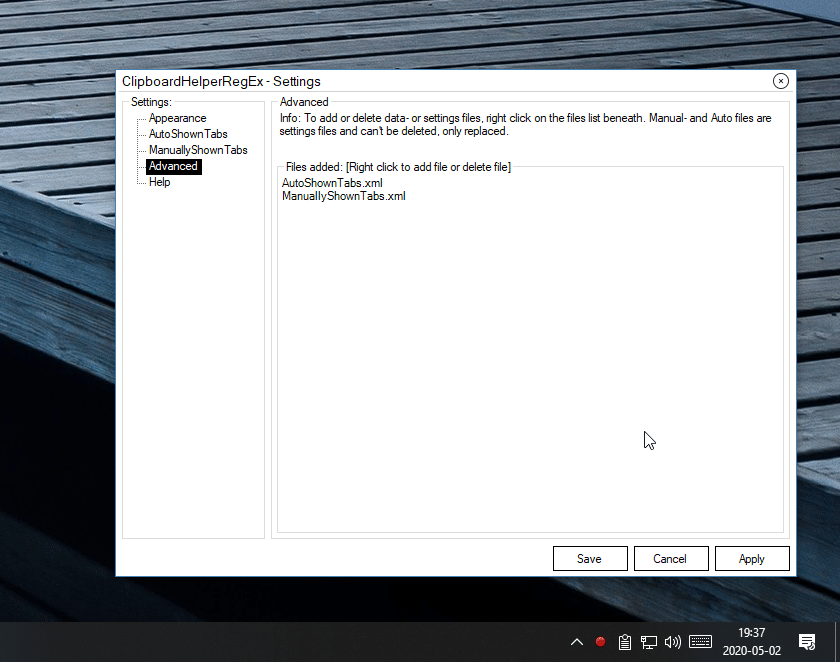 ClipboardHelperRegEx - Settings
Settings:
Appearance
AutoShownTabs
ManuallyShownTabs
Advanced
Help
Advanced
Info: To add or delete data- or settings files, right click on the files list beneath. Manual- and Auto files are
settings files and can't be deleted, only replaced.
Files added: [Right click to add file or delete file]
AutoShownTabs.xml
ManuallyShownTabs.xml
Save
Cancel
Apply
19:37
2020-05-02